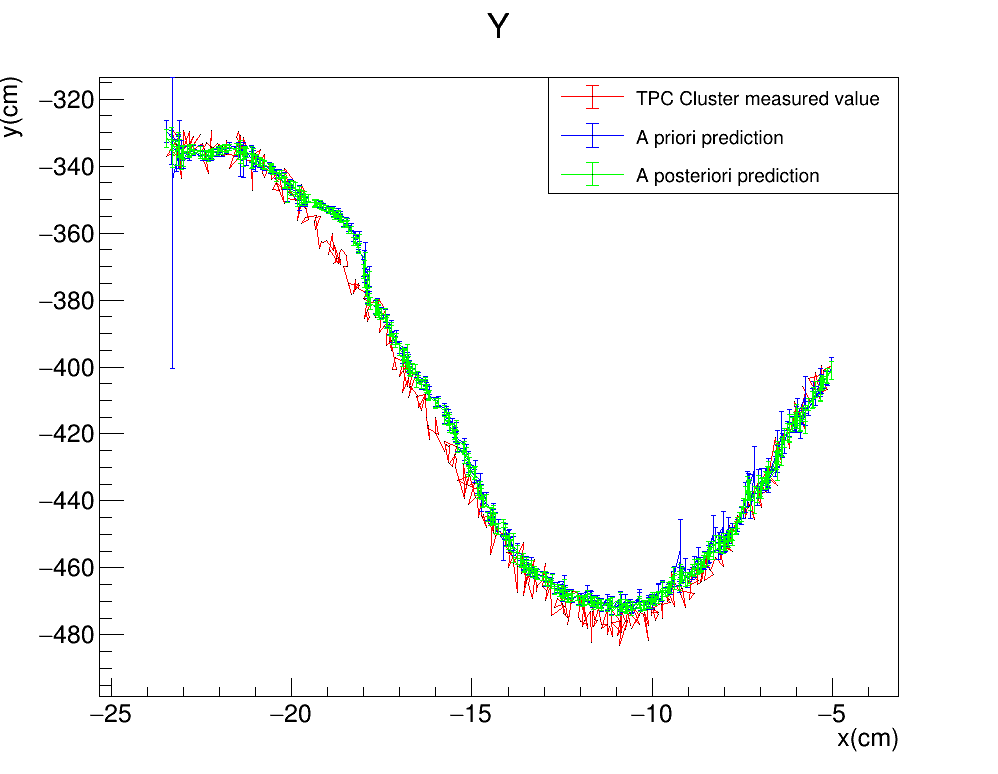 Y
y(cm)
TPC Cluster measured value
A priori prediction
A posteriori prediction
−320
−340
−360
−380
−400
−420
−440
−460
−480
−25
−20
−15
−10
−5
x(cm)